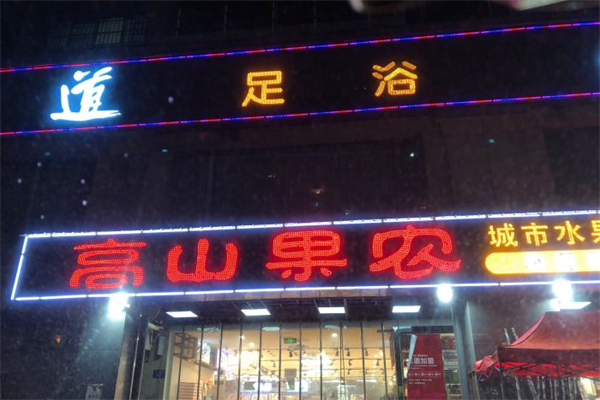 道 足 浴
高山果农
城市水果